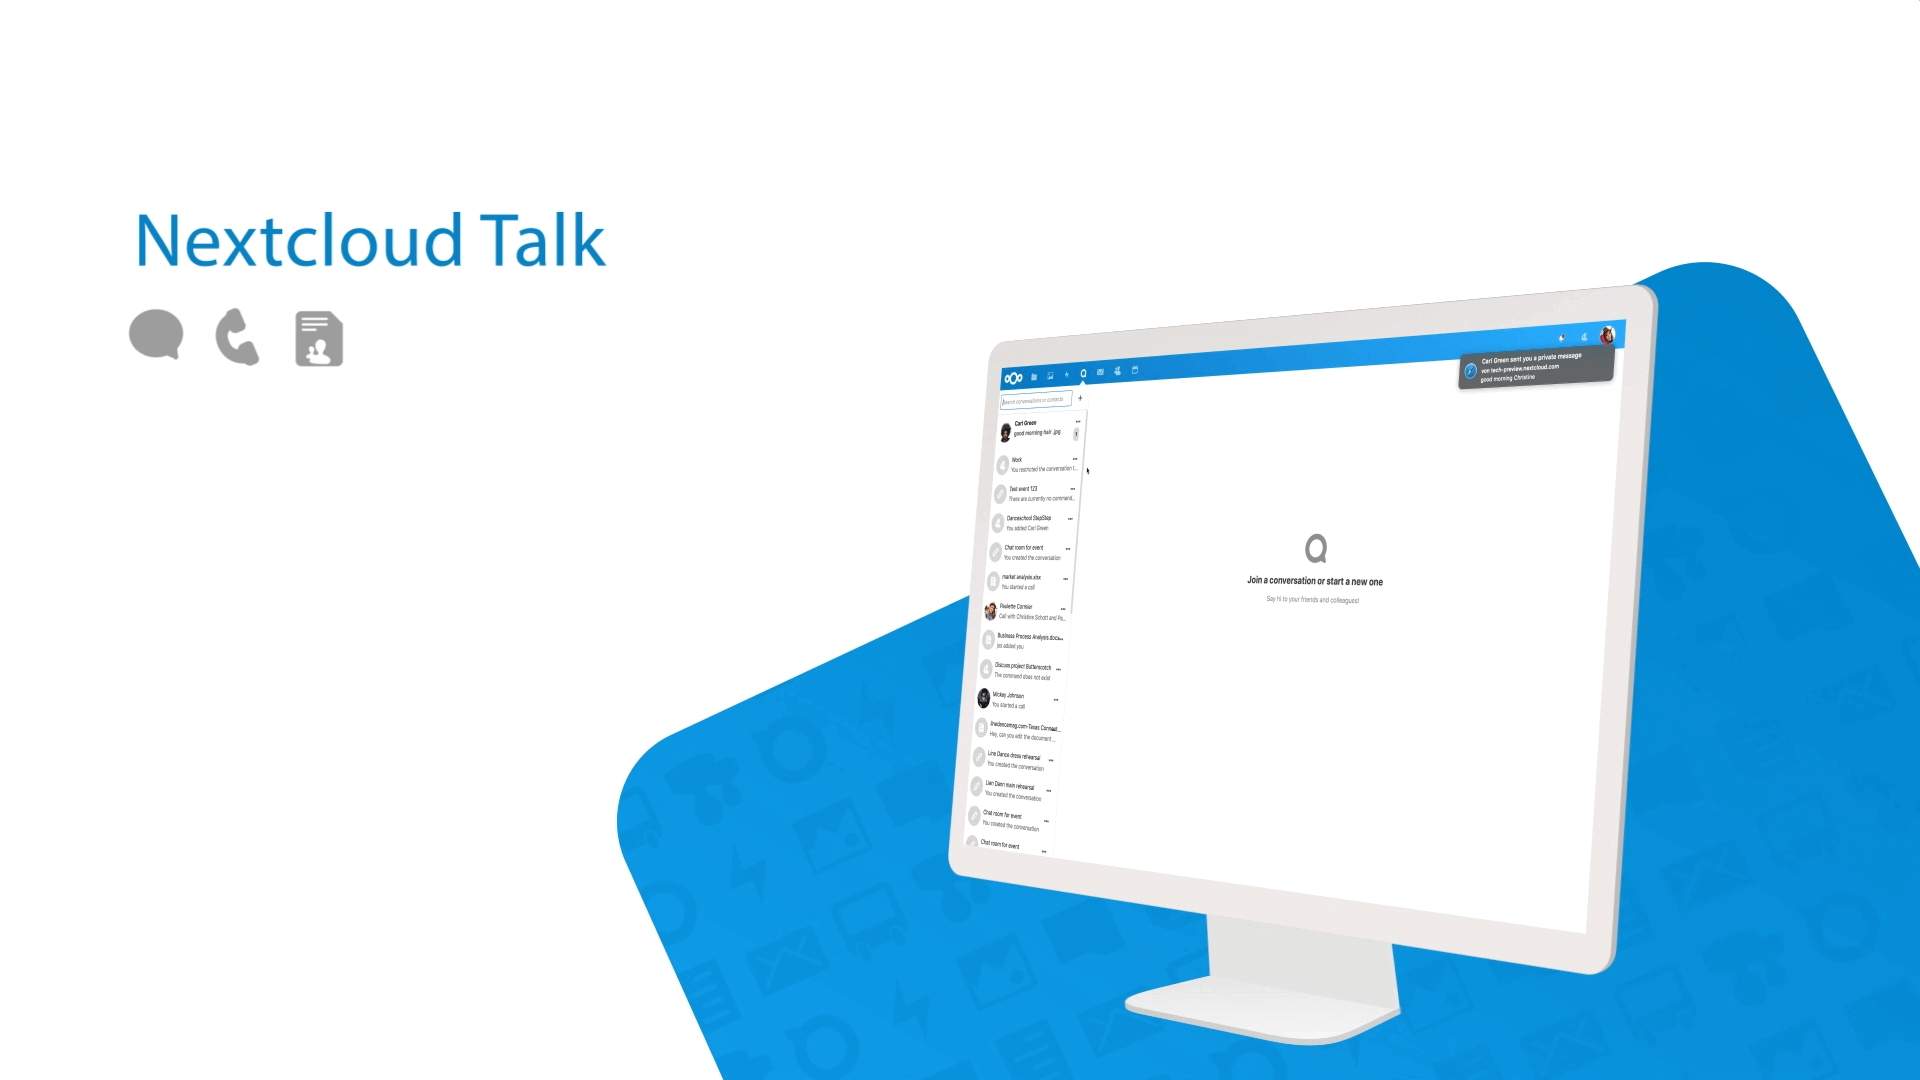 Nextcloud Talk
Carl Green sent you a private message
von tech-preview.nextcloud.com
good morning Christine
Search conversations or contacts
Carl Green
good morning hair .jpg
Work
You restricted the conversation t...
Test event 123
There are currently no command...
Danceschool StepStep
You added Carl Green
Chat room for event
You created the conversation
market analysis.xlsx
You started a call
Paulette Cormier
Call with Christine Schott and Pa...
Business Process Analysis.docx...
jos added you
Discuss project Butterscotch
The command does not exist
Mickey Johnson
You started a call
linedancemag.com-Texas Connect...
Hey, can you edit the document ...
Line Dance dress rehearsal
You created the conversation
main rehearsal
You created the conversation
Chat room for event
You created the conversation
Chat room for event
Join a conversation or start a new one
Say hi to your friends and colleagues!